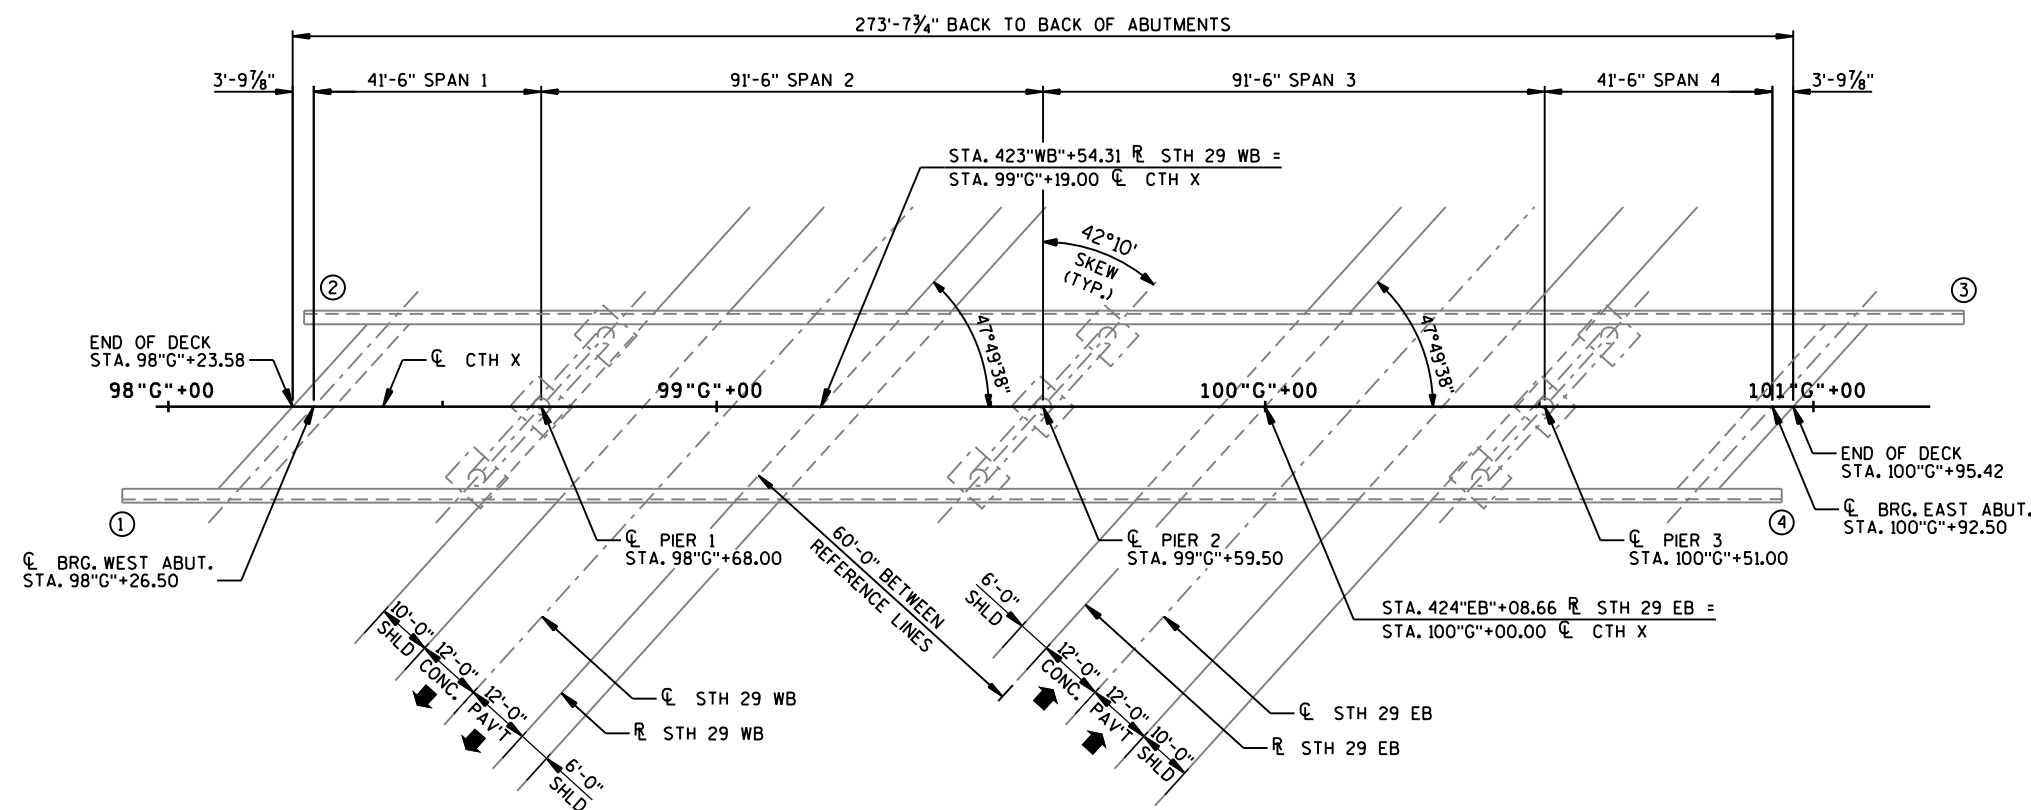 273'-7¾" BACK TO BACK OF ABUTMENTS
3'-9⅞"
41'-6" SPAN 1
91'-6" SPAN 2
91'-6" SPAN 3
41'-6" SPAN 4
3'-9⅞"
STA. 423"WB"+54.31 ℞ STH 29 WB =
STA. 99"G"+19.00 ℄ CTH X
42°10'
SKEW
(TYP.)
2
3
47°49'38"
47°49'38"
END OF DECK
STA. 98"G"+23.58
℄ CTH X
98"G"+00
99"G"+00
100"G"+00
101"G"+00
END OF DECK
STA. 100"G"+95.42
℄ BRG. EAST ABUT.
STA. 100"G"+92.50
1
4
℄ BRG. WEST ABUT.
STA. 98"G"+26.50
℄ PIER 1
STA. 98"G"+68.00
℄ PIER 2
STA. 99"G"+59.50
℄ PIER 3
STA. 100"G"+51.00
60'-0" BETWEEN
REFERENCE LINES
STA. 424"EB"+08.66 ℞ STH 29 EB =
STA. 100"G"+00.00 ℄ CTH X
10'-0"
SHLD
12'-0"
12'-0"
CONC. PAV'T
6'-0"
SHLD
℄ STH 29 WB
℞ STH 29 WB
6'-0"
SHLD
12'-0"
12'-0"
CONC. PAV'T
10'-0"
SHLD
℄ STH 29 EB
℞ STH 29 EB